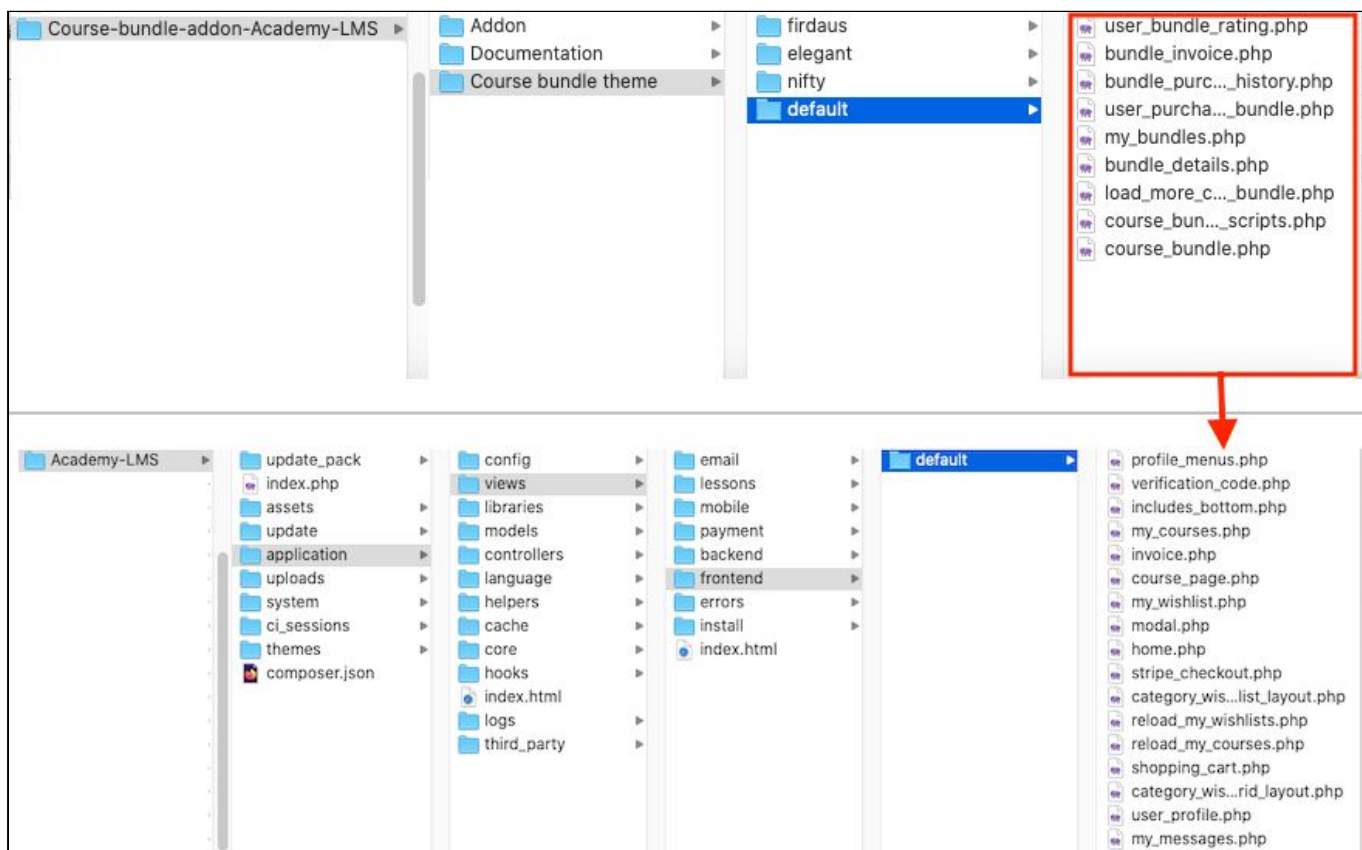 Course-bundle-addon-Academy-LMS
Addon
Documentation
Course bundle theme
firdaus
elegant
nifty
default
user_bundle_rating.php
bundle_invoice.php
bundle_purc..._history.php
user_purcha..._bundle.php
my_bundles.php
bundle_details.php
load_more_c..._bundle.php
course_bun..._scripts.php
course_bundle.php
Academy-LMS
update_pack
index.php
assets
update
application
uploads
system
ci_sessions
themes
composer.json
config
views
libraries
models
controllers
language
helpers
cache
core
hooks
index.html
logs
third_party
email
lessons
mobile
payment
backend
frontend
errors
install
index.html
default
profile_menus.php
verification_code.php
includes_bottom.php
my_courses.php
invoice.php
course_page.php
my_wishlist.php
modal.php
home.php
stripe_checkout.php
category_wis...list_layout.php
reload_my_wishlists.php
reload_my_courses.php
shopping_cart.php
category_wis...rid_layout.php
user_profile.php
my_messages.php